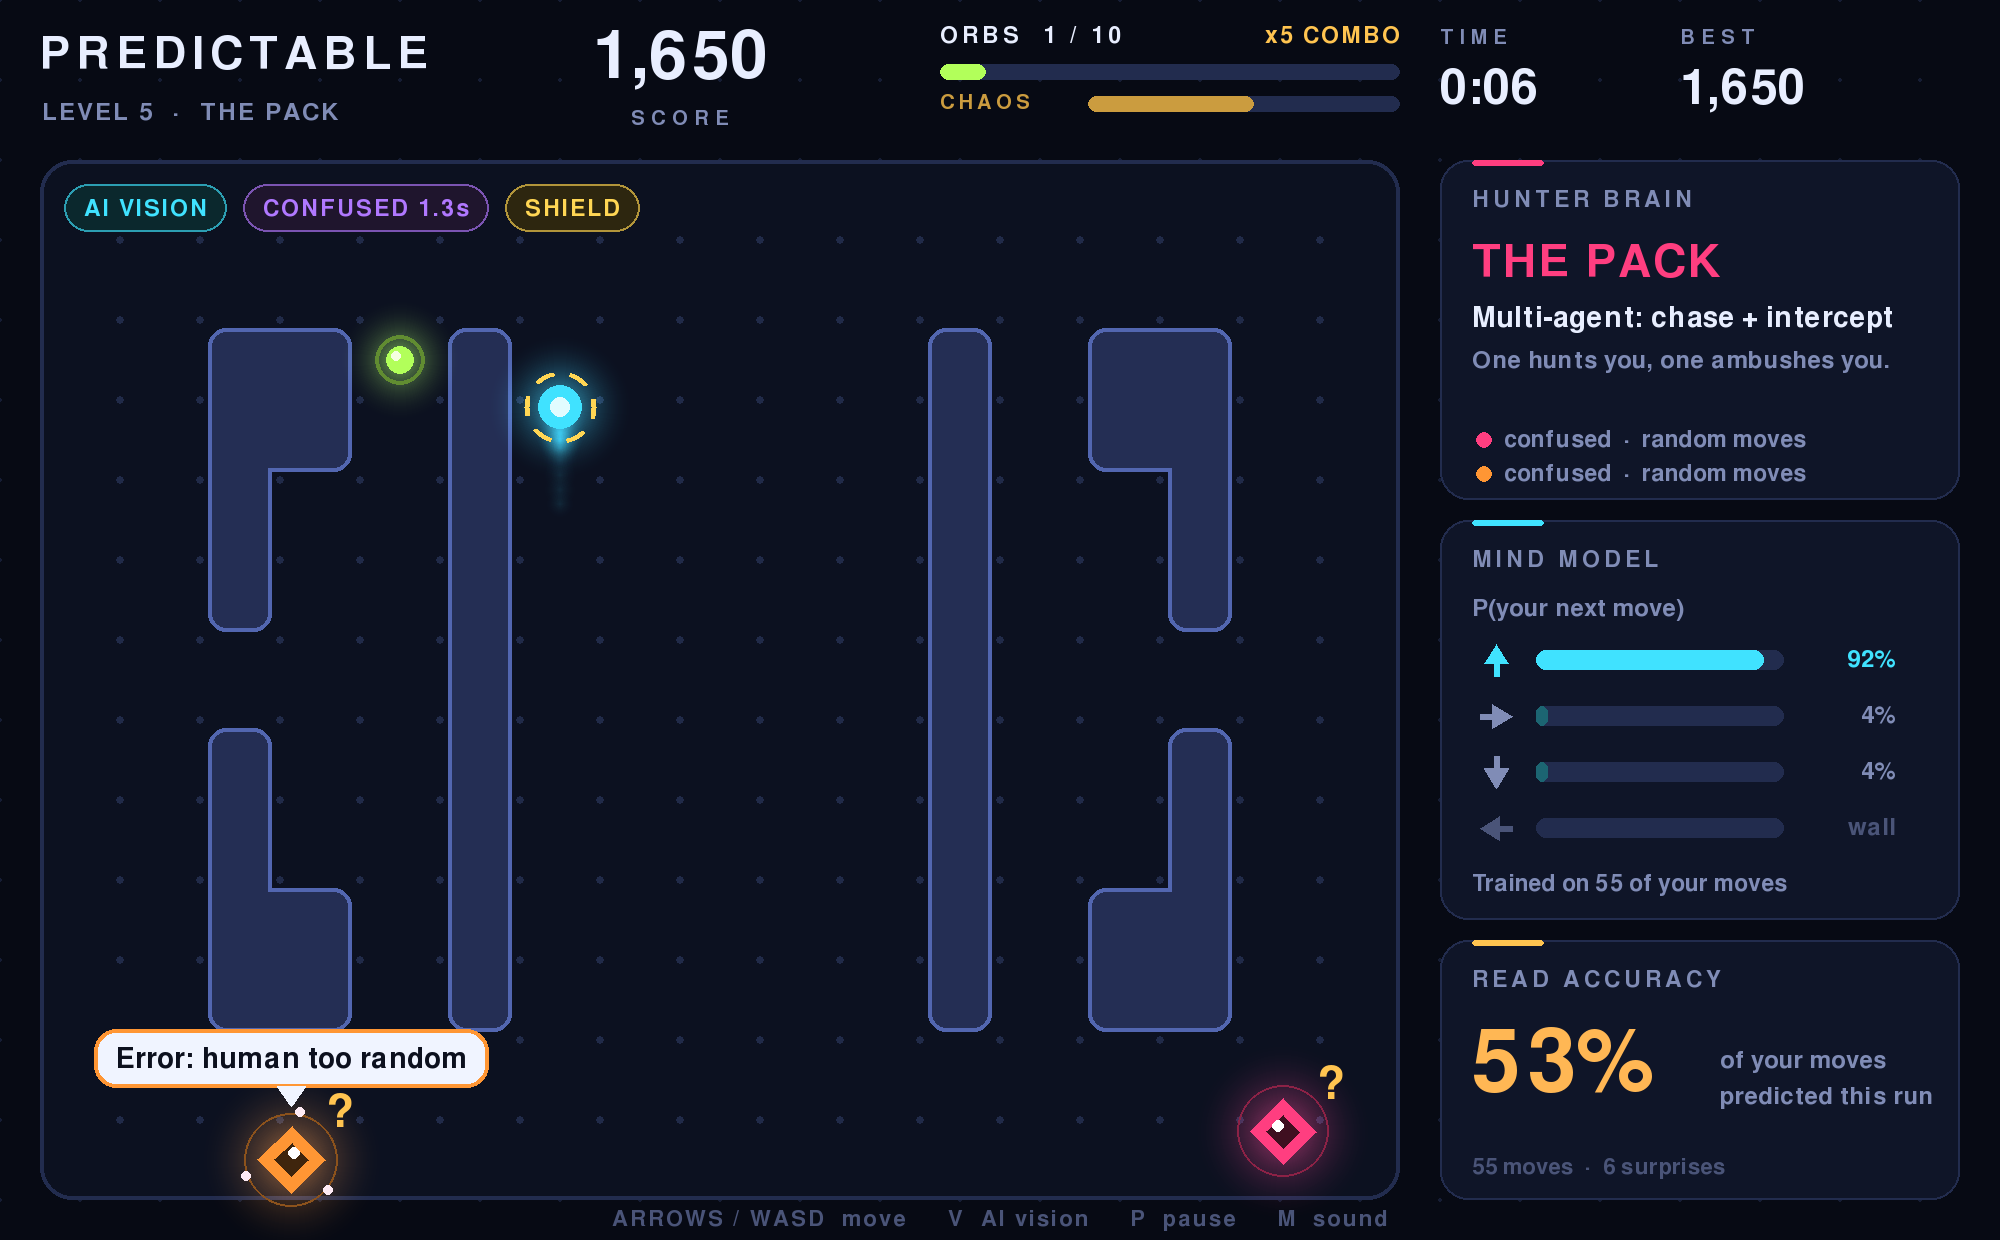 PREDICTABLE
LEVEL 5 · THE PACK
1,650
SCORE
ORBS 1 / 10
x5 COMBO
CHAOS
TIME
0:06
BEST
1,650
AI VISION
CONFUSED 1.3s
SHIELD
Error: human too random
?
?
HUNTER BRAIN
THE PACK
Multi-agent: chase + intercept
One hunts you, one ambushes you.
confused · random moves
confused · random moves
MIND MODEL
P(your next move)
92%
4%
4%
wall
Trained on 55 of your moves
READ ACCURACY
53%
of your moves
predicted this run
55 moves · 6 surprises
ARROWS / WASD move V AI vision P pause M sound